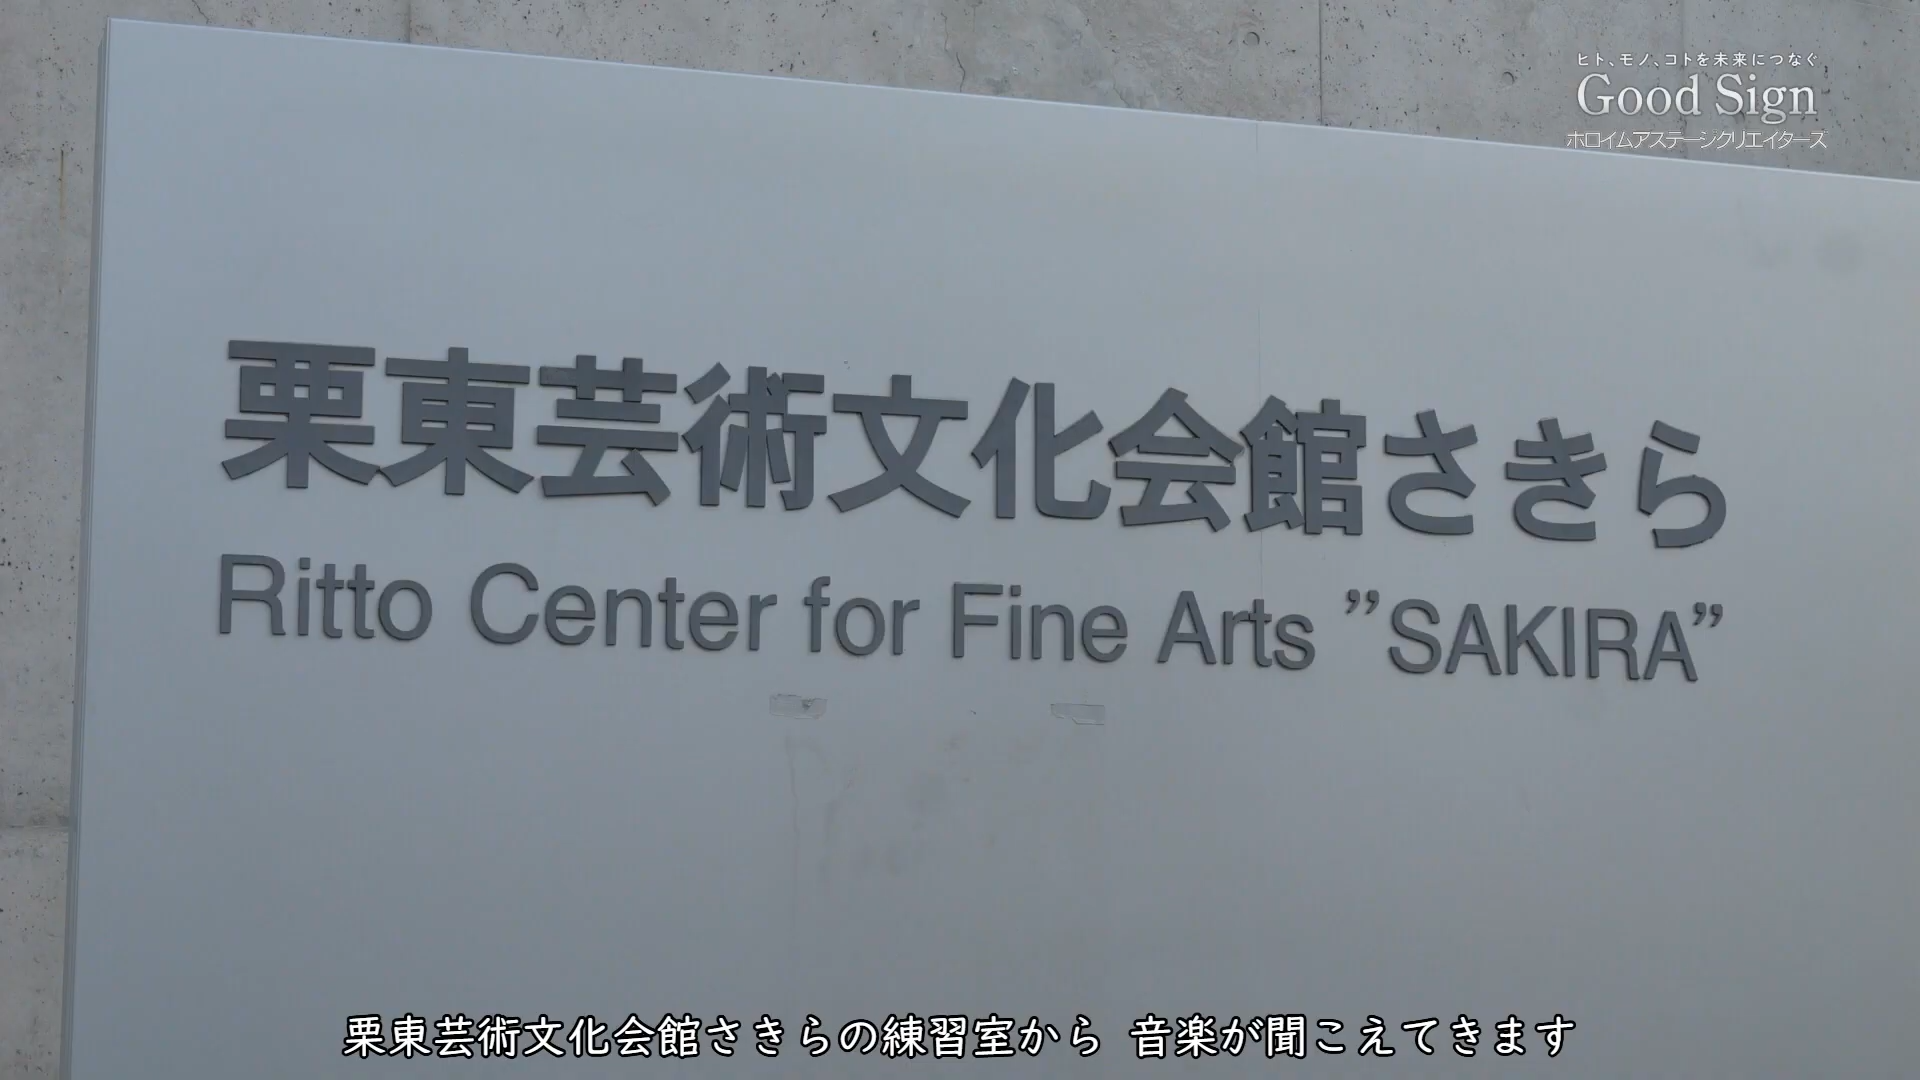 ヒト、モノ、コトを未来につなぐ
Good Sign
ホロイムアステージクリエイターズ
栗東芸術文化会館さきら
Ritto Center for Fine Arts ”SAKIRA”
栗東芸術文化会館さきらの練習室から 音楽が聞こえてきます